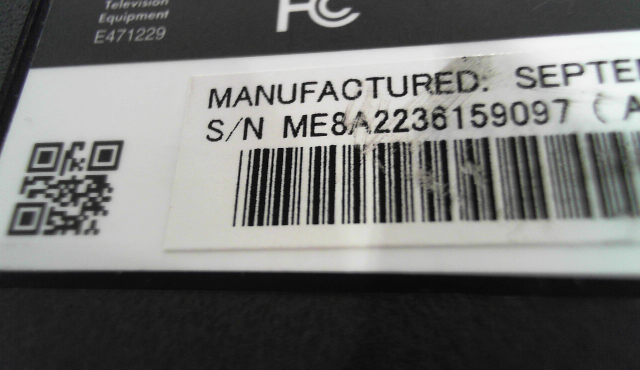 Television
Equipment
E471229
FC
MANUFACTURED: SEPTE
S/N ME8A2236159097 ( A